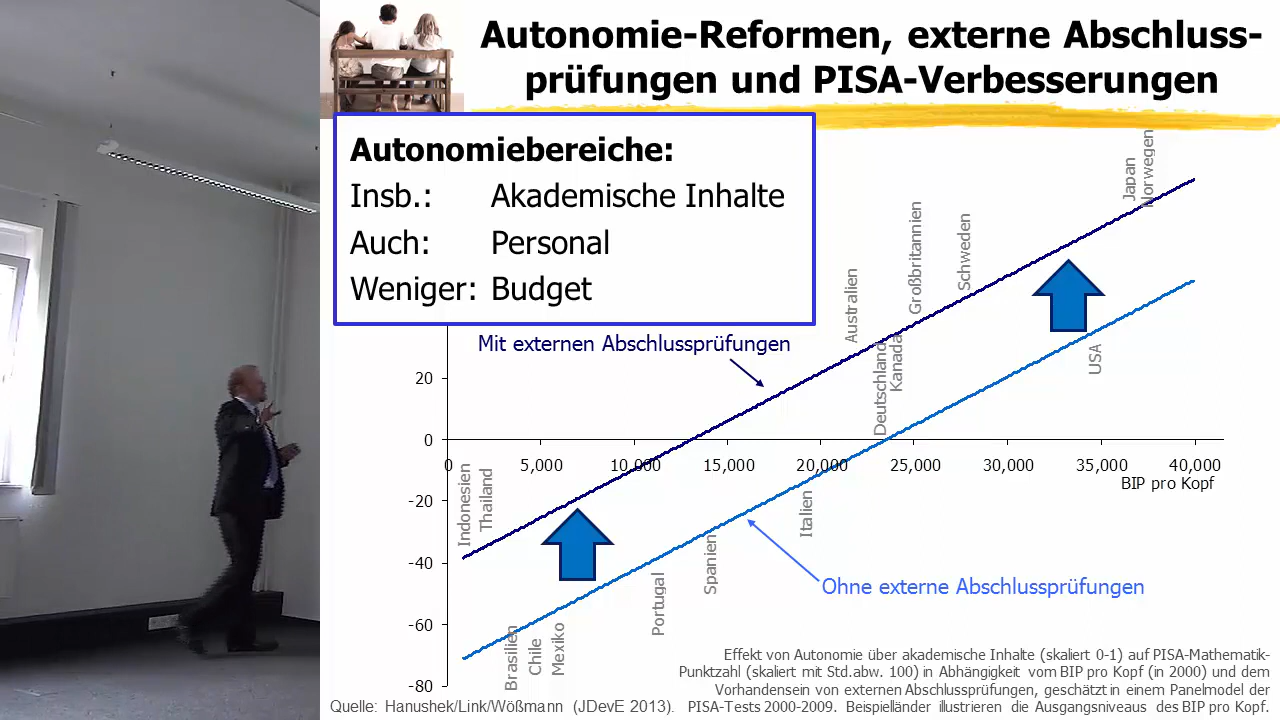 Autonomie-Reformen, externe Abschluss-
prüfungen und PISA-Verbesserungen
Autonomiebereiche:
Insb.: Akademische Inhalte
Auch: Personal
Weniger: Budget
Mit externen Abschlussprüfungen
Ohne externe Abschlussprüfungen
20
0
-20
-40
-60
-80
0 5,000 10,000 15,000 20,000 25,000 30,000 35,000 40,000
BIP pro Kopf
Indonesien
Thailand
Brasilien
Chile
Mexiko
Portugal
Spanien
Italien
Australien
Deutschland
Kanada
Großbritannien
Schweden
USA
Japan
Norwegen
Effekt von Autonomie über akademische Inhalte (skaliert 0-1) auf PISA-Mathematik-
Punktzahl (skaliert mit Std.abw. 100) in Abhängigkeit vom BIP pro Kopf (in 2000) und dem
Vorhandensein von externen Abschlussprüfungen, geschätzt in einem Panelmodel der
PISA-Tests 2000-2009. Beispielländer illustrieren die Ausgangsniveaus des BIP pro Kopf.
Quelle: Hanushek/Link/Wößmann (JDevE 2013).